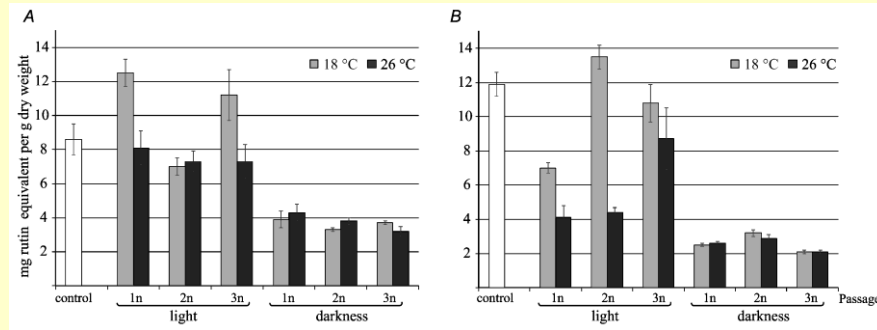 A
B
mg rutin equivalent per g dry weight
14
12
10
8
6
4
2
18 °C
26 °C
control
1n
2n
3n
1n
2n
3n
light
darkness
14
12
10
8
6
4
2
18 °C
26 °C
control
1n
2n
3n
1n
2n
3n
Passage
light
darkness